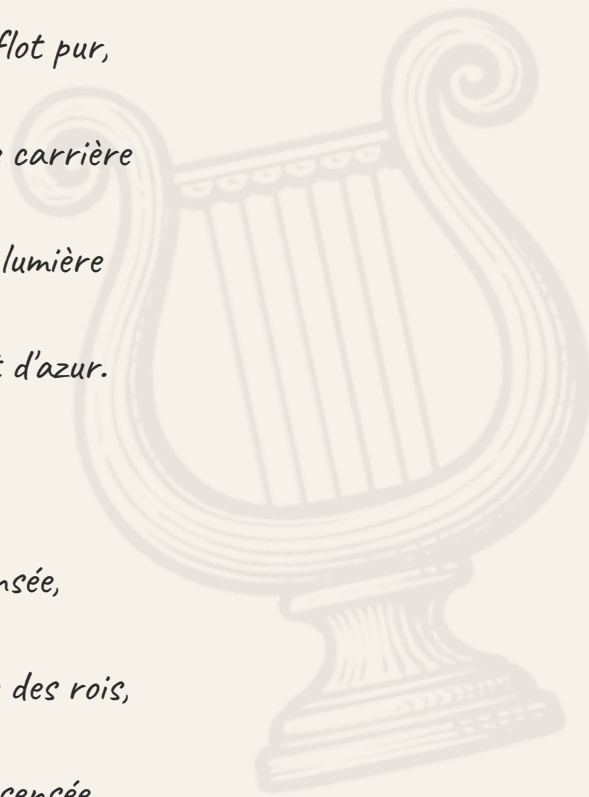 flot pur,
carrière
lumière
d'azur.
des rois,